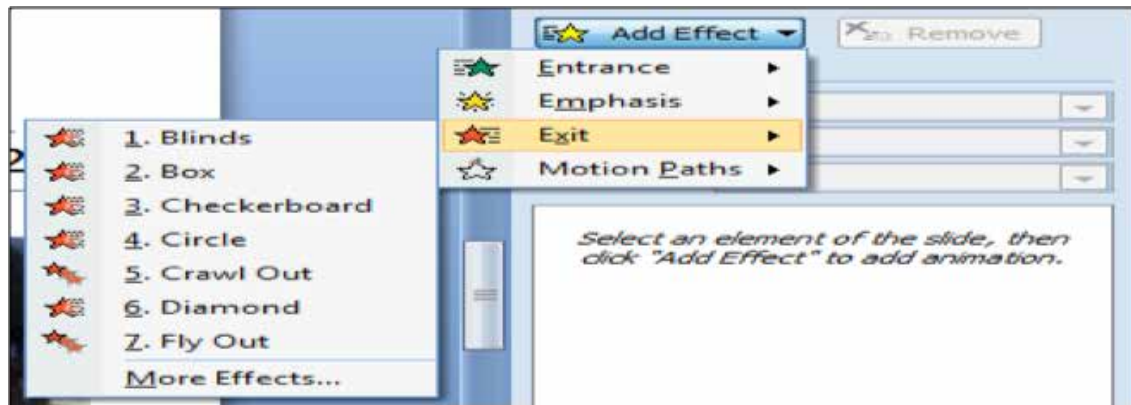 Add Effect
Remove
Entrance
Emphasis
Exit
Motion Paths
1. Blinds
2. Box
3. Checkerboard
4. Circle
5. Crawl Out
6. Diamond
7. Fly Out
More Effects...
Select an element of the slide, then
click "Add Effect" to add animation.
2